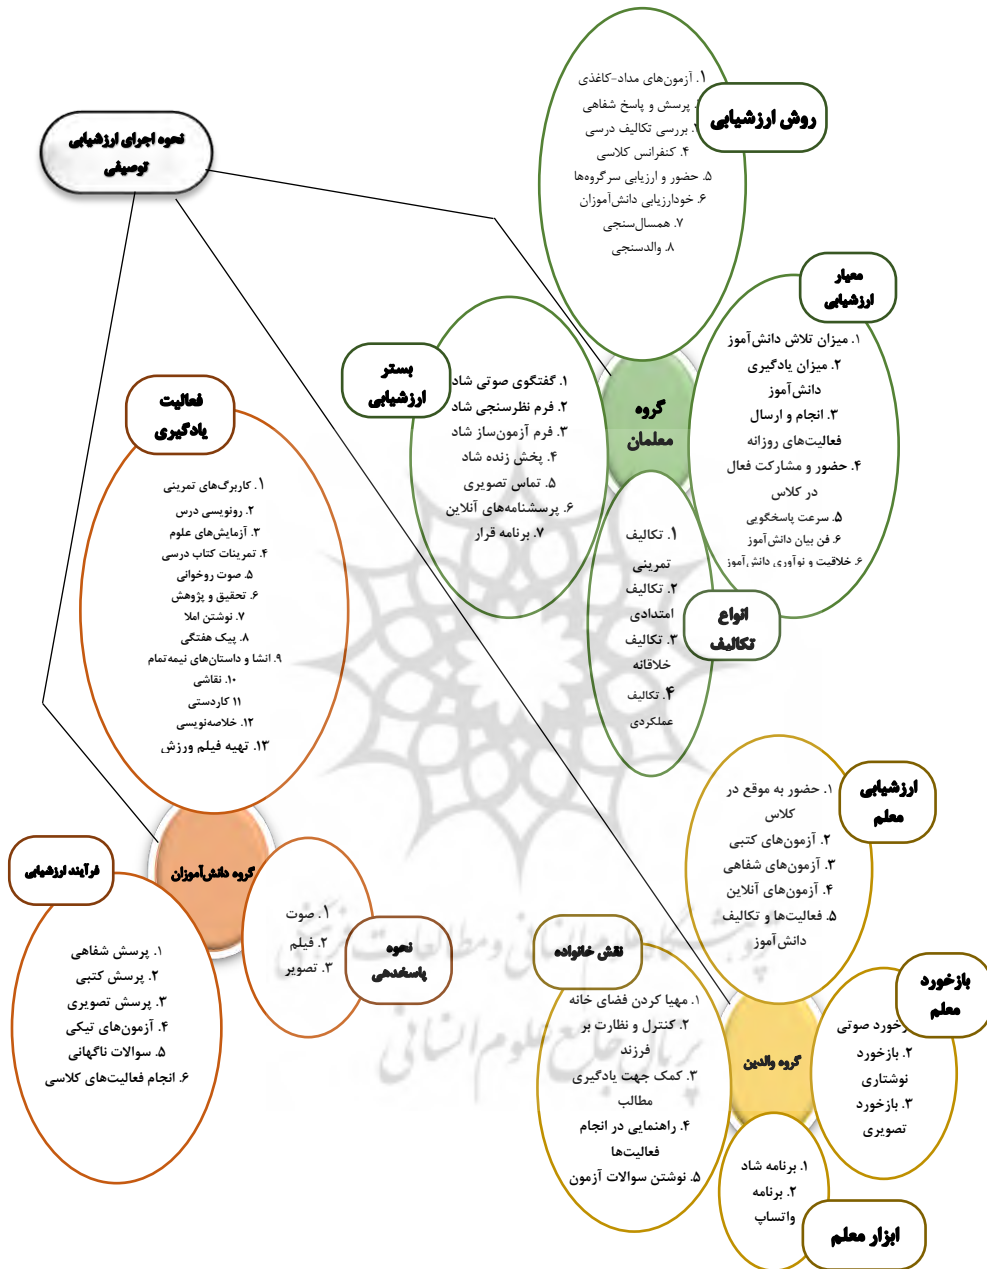 نحوه اجرای ارزشیابی
توصیفی
روش ارزشیابی
۱. آزمون‌های مداد-کاغذی
. پرسش و پاسخ شفاهی
. بررسی تکالیف درسی
۴. کنفرانس کلاسی
۵. حضور و ارزیابی سرگروه‌ها
۶. خودارزیابی دانش‌آموزان
۷. همسال‌سنجی
۸. والدسنجی
معیار
ارزشیابی
۱. میزان تلاش دانش‌آموز
۲. میزان یادگیری
دانش‌آموز
۳. انجام و ارسال
فعالیت‌های روزانه
۴. حضور و مشارکت فعال
در کلاس
۵. سرعت پاسخگویی
۶. فن بیان دانش‌آموز
۶. خلاقیت و نوآوری دانش‌آموز
بستر
ارزشیابی
۱. گفتگوی صوتی شاد
۲. فرم نظرسنجی شاد
۳. فرم آزمون‌ساز شاد
۴. پخش زنده شاد
۵. تماس تصویری
۶. پرسشنامه‌های آنلاین
۷. برنامه قرار
گروه
معلمان
انواع
تکالیف
۱. تکالیف
تمرینی
۲. تکالیف
امتدادی
۳. تکالیف
خلاقانه
۴. تکالیف
عملکردی
فعالیت
یادگیری
۱. کاربرگ‌های تمرینی
۲. رونویسی درس
۳. آزمایش‌های علوم
۴. تمرینات کتاب درسی
۵. صوت روخوانی
۶. تحقیق و پژوهش
۷. نوشتن املا
۸. پیک هفتگی
۹. انشا و داستان‌های نیمه‌تمام
۱۰. نقاشی
۱۱ کاردستی
۱۲. خلاصه‌نویسی
۱۳. تهیه فیلم ورزش
گروه دانش‌آموزان
فرآیند ارزشیابی
۱. پرسش شفاهی
۲. پرسش کتبی
۳. پرسش تصویری
۴. آزمون‌های تیکی
۵. سوالات ناگهانی
۶. انجام فعالیت‌های کلاسی
نحوه
پاسخدهی
۱. صوت
۲. فیلم
۳. تصویر
ارزشیابی
معلم
۱. حضور به موقع در
کلاس
۲. آزمون‌های کتبی
۳. آزمون‌های شفاهی
۴. آزمون‌های آنلاین
۵. فعالیت‌ها و تکالیف
دانش‌آموز
نقش خانواده
۱. مهیا کردن فضای خانه
۲. کنترل و نظارت بر
فرزند
۳. کمک جهت یادگیری
مطالب
۴. راهنمایی در انجام
فعالیت‌ها
۵. نوشتن سوالات آزمون
گروه والدین
بازخورد
معلم
صوتی
۲. بازخورد
نوشتاری
۳. بازخورد
تصویری
۱. برنامه شاد
۲. برنامه
واتساپ
ابزار معلم
پژوهشگاه علوم انسانی و مطالعات فرهنگی
پرتال جامع علوم انسانی